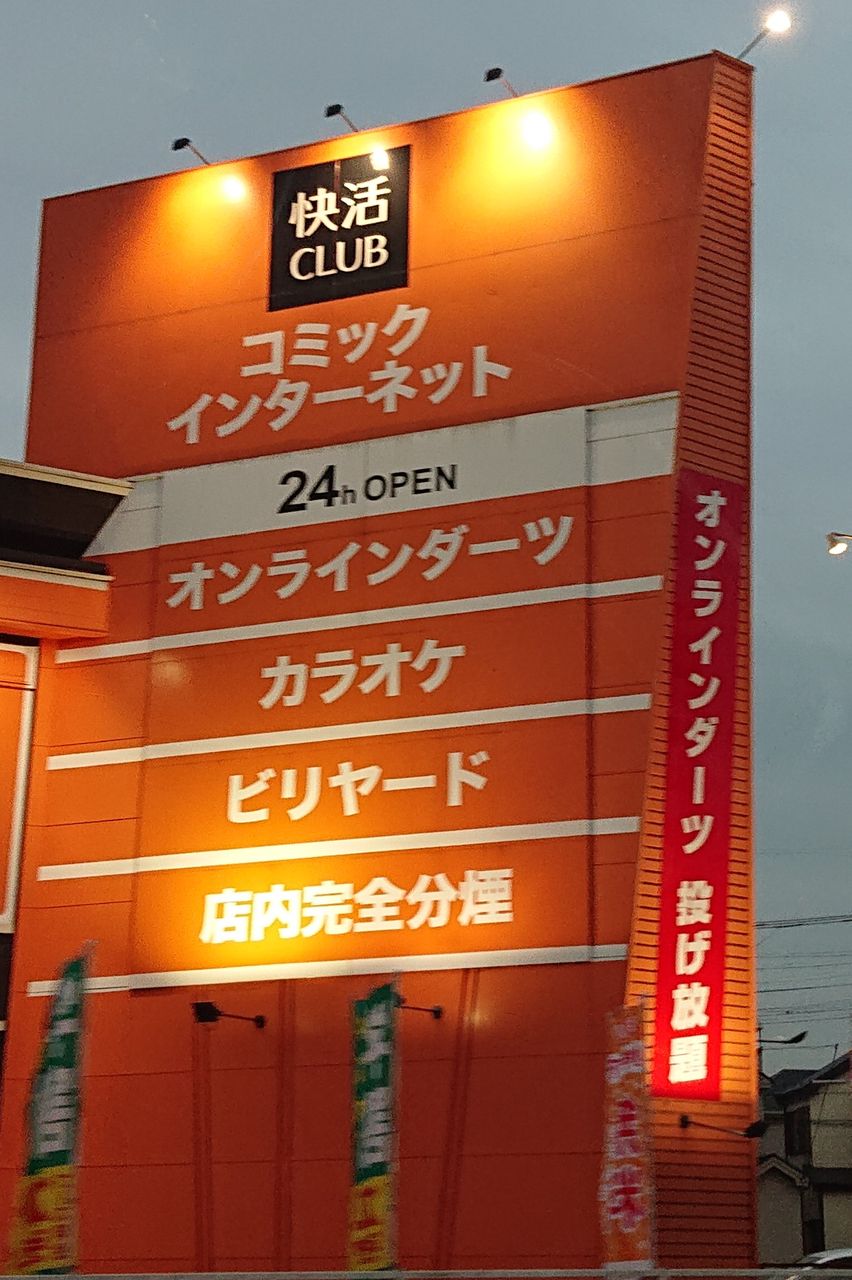 快活
CLUB
コミック
インターネット
24h OPEN
オンラインダーツ
カラオケ
ビリヤード
店内完全分煙
オンラインダーツ 投げ放題